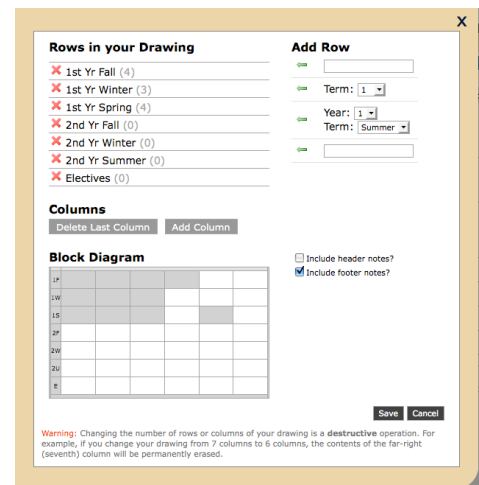 X
Rows in your Drawing
1st Yr Fall (4)
1st Yr Winter (3)
1st Yr Spring (4)
2nd Yr Fall (0)
2nd Yr Winter (0)
2nd Yr Summer (0)
Electives (0)
Add Row
Term: 1
Year: 1
Term: Summer
Columns
Delete Last Column Add Column
Block Diagram
1F
1W
1S
2F
2W
2U
E
Include header notes?
Include footer notes?
Save Cancel
Warning: Changing the number of rows or columns of your drawing is a destructive operation. For
example, if you change your drawing from 7 columns to 6 columns, the contents of the far-right
(seventh) column will be permanently erased.